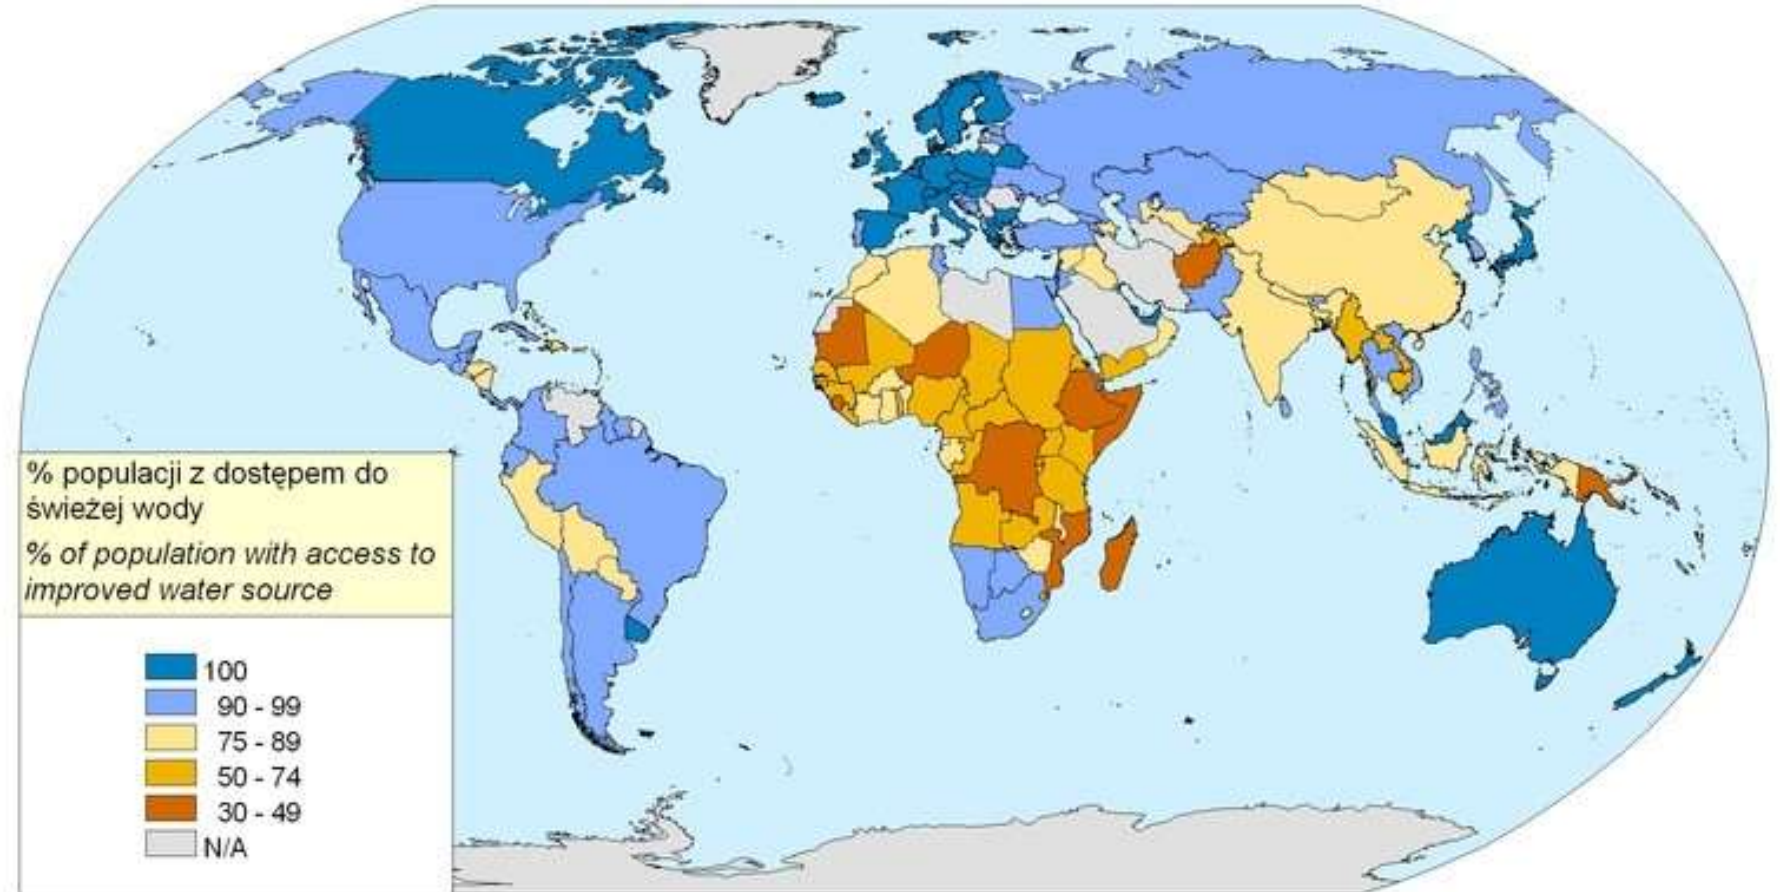 % populacji z dostępem do
świeżej wody
% of population with access to
improved water source
100
90 - 99
75 - 89
50 - 74
30 - 49
N/A